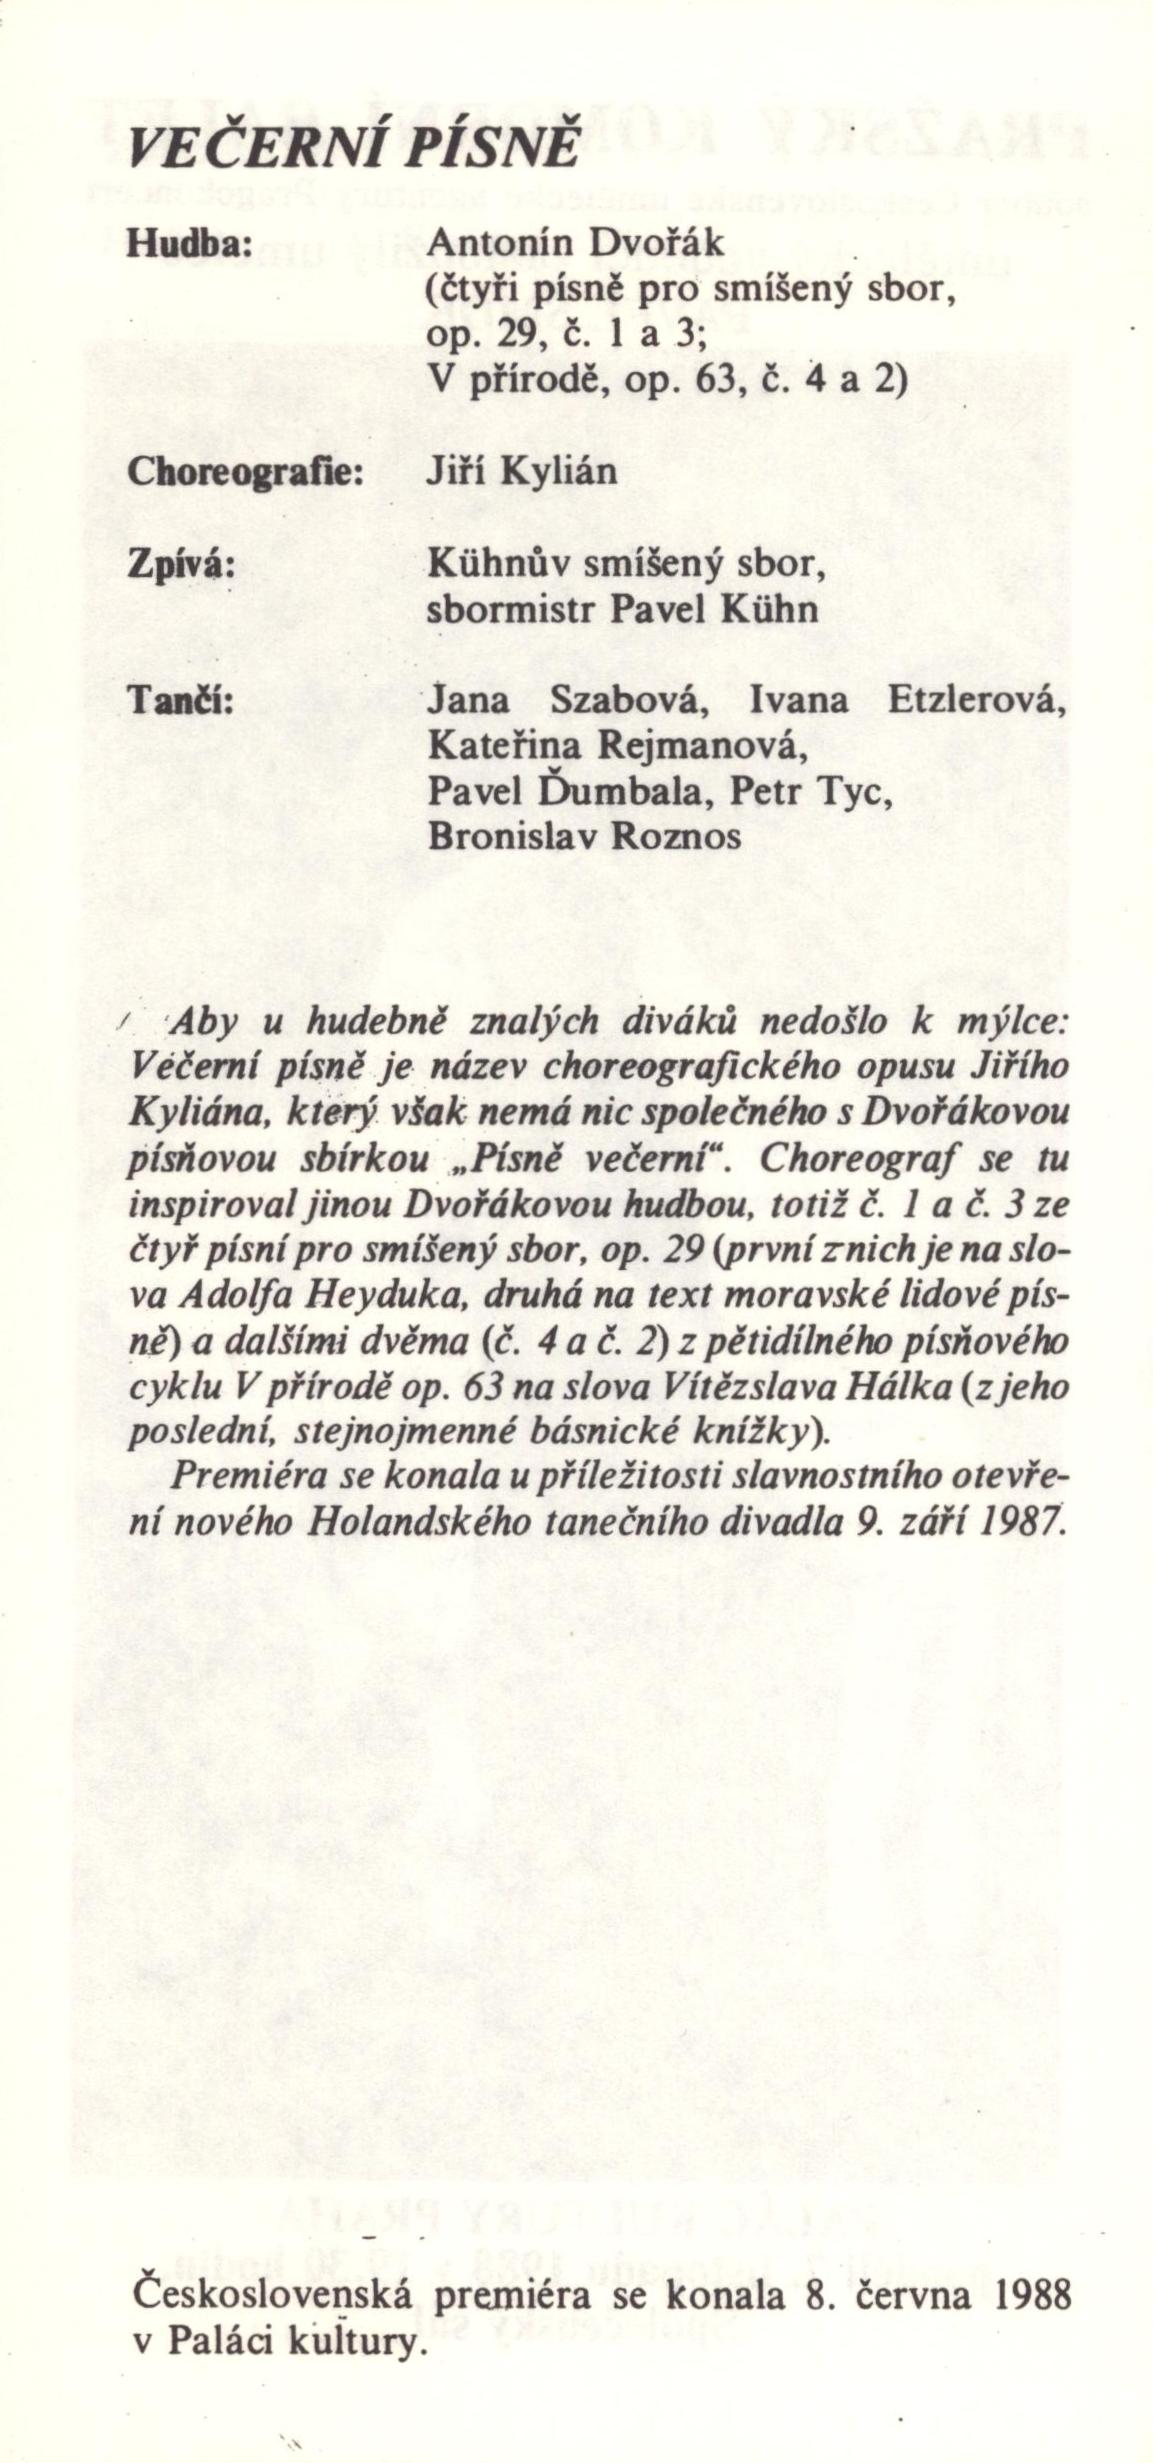 VEČERNÍ PÍSNĚ
Hudba: Antonín Dvořák
(čtyři písně pro smíšený sbor,
op. 29, č. 1 a 3;
V přírodě, op. 63, č. 4 a 2)
Choreografie: Jiří Kylián
Zpívá: Kühnův smíšený sbor,
sbormistr Pavel Kühn
Tančí: Jana Szabová, Ivana Etzlerová,
Kateřina Rejmanová,
Pavel Ďumbala, Petr Tyc,
Bronislav Roznos
Aby u hudebně znalých diváků nedošlo k mýlce:
Večerní písně je název choreografického opusu Jiřího
Kyliána, který však nemá nic společného s Dvořákovou
písňovou sbírkou „Písně večerní“. Choreograf se tu
inspiroval jinou Dvořákovou hudbou, totiž č. 1 a č. 3 ze
čtyř písní pro smíšený sbor, op. 29 (první z nich je na slo-
va Adolfa Heyduka, druhá na text moravské lidové pís-
ně) a dalšími dvěma (č. 4 a č. 2) z pětidílného písňového
cyklu V přírodě op. 63 na slova Vítězslava Hálka (z jeho
poslední, stejnojmenné básnické knížky).
Premiéra se konala u příležitosti slavnostního otevře-
ní nového Holandského tanečního divadla 9. září 1987.
Československá premiéra se konala 8. června 1988
v Paláci kultury.